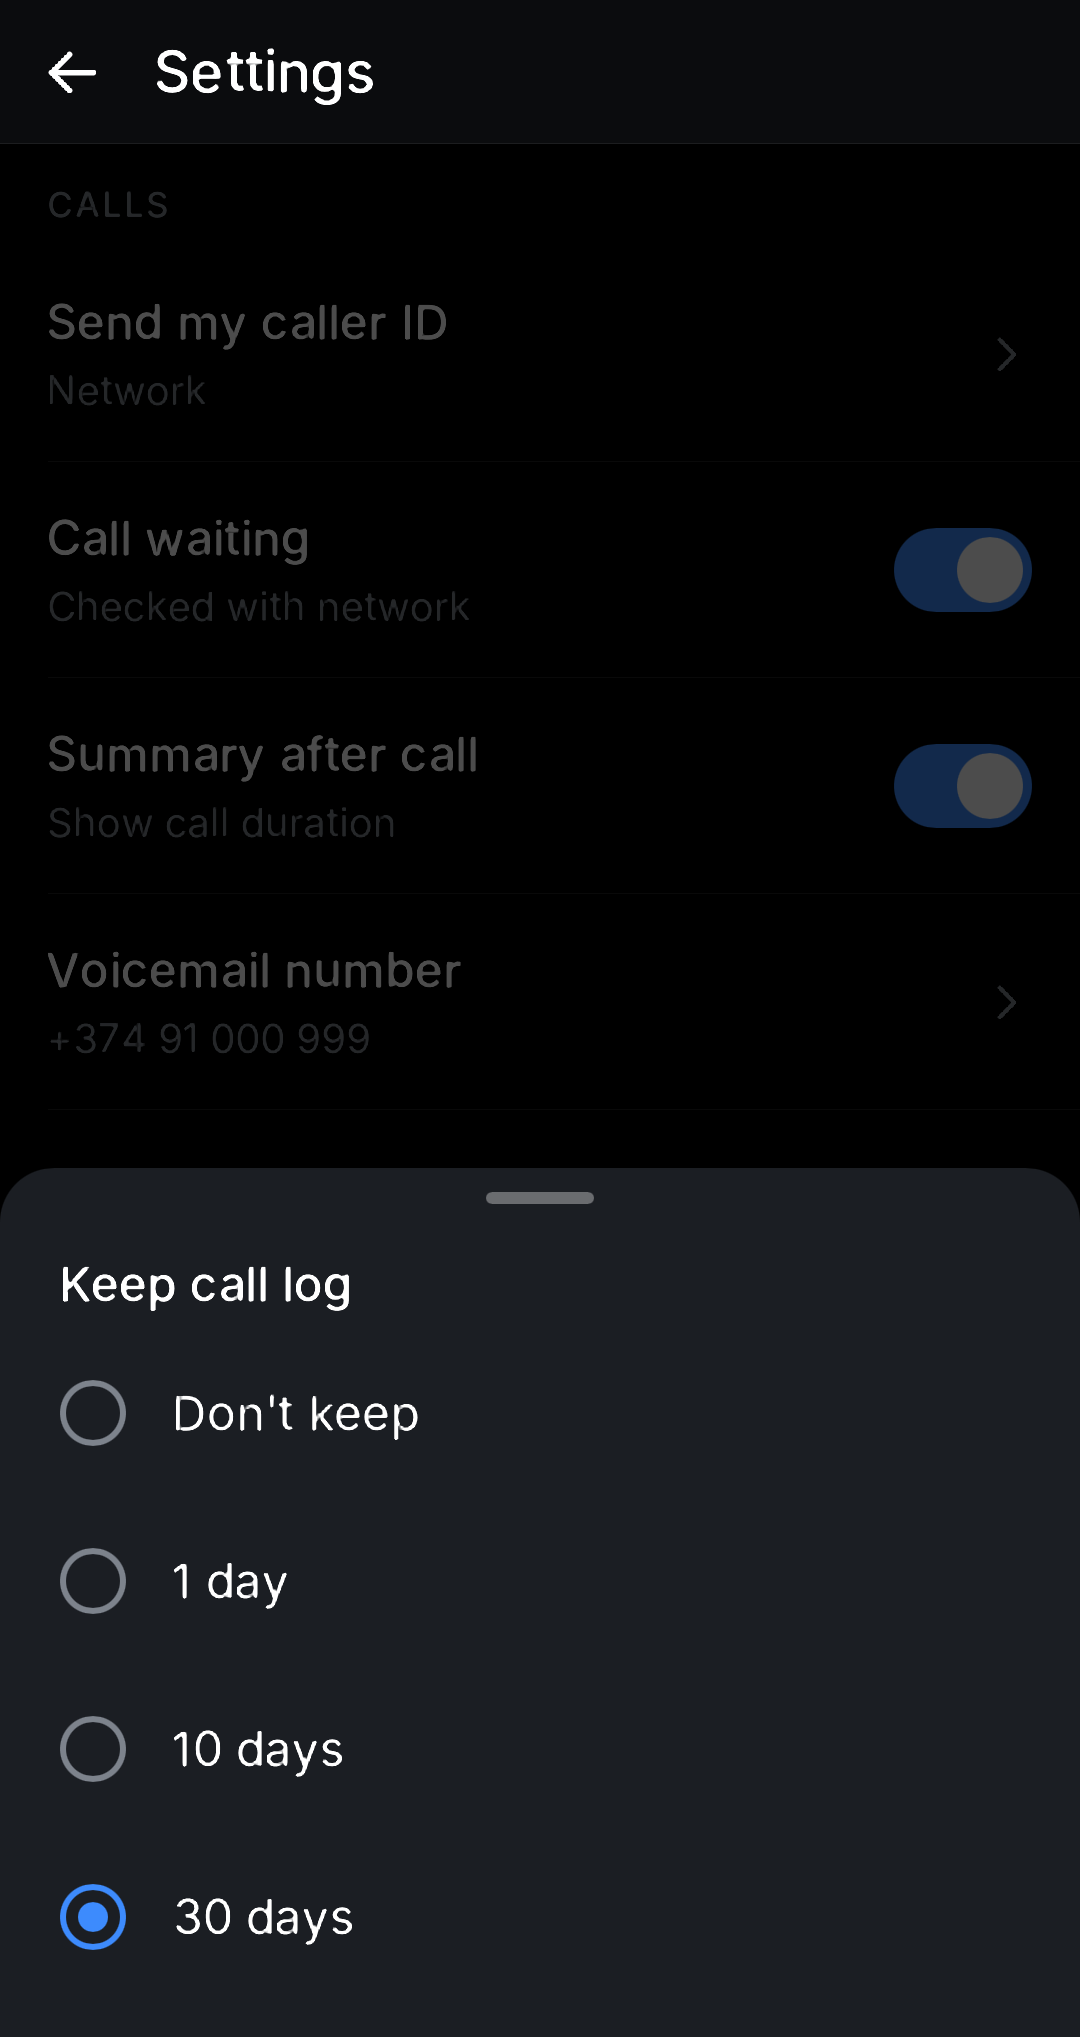 Settings
CALLS
Send my caller ID
Network
Call waiting
Checked with network
Summary after call
Show call duration
Voicemail number
+374 91 000 999
Keep call log
Don't keep
1 day
10 days
30 days